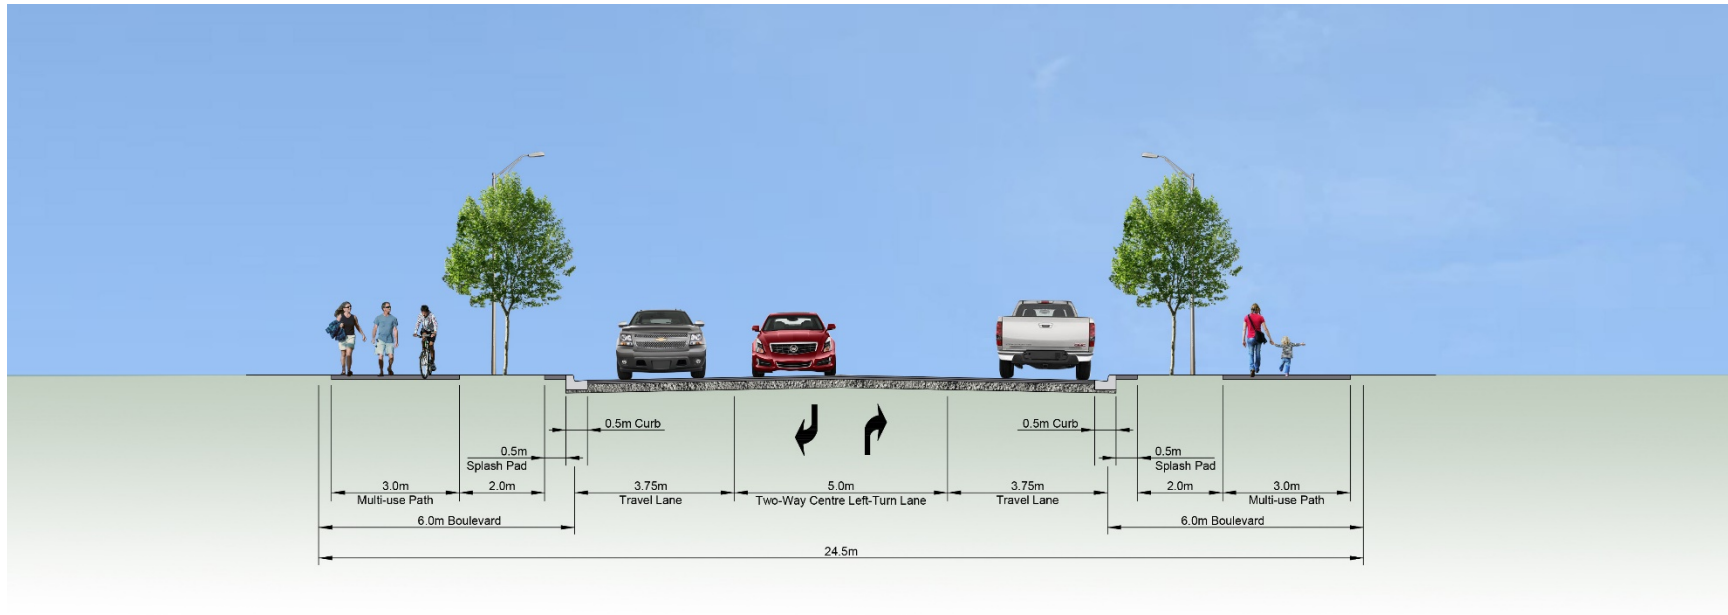 0.5m Curb
0.5m Curb
0.5m
Splash Pad
0.5m
Splash Pad
3.0m
Multi-use Path
2.0m
3.75m
Travel Lane
5.0m
Two-Way Centre Left-Turn Lane
3.75m
Travel Lane
2.0m
3.0m
Multi-use Path
6.0m Boulevard
6.0m Boulevard
24.5m